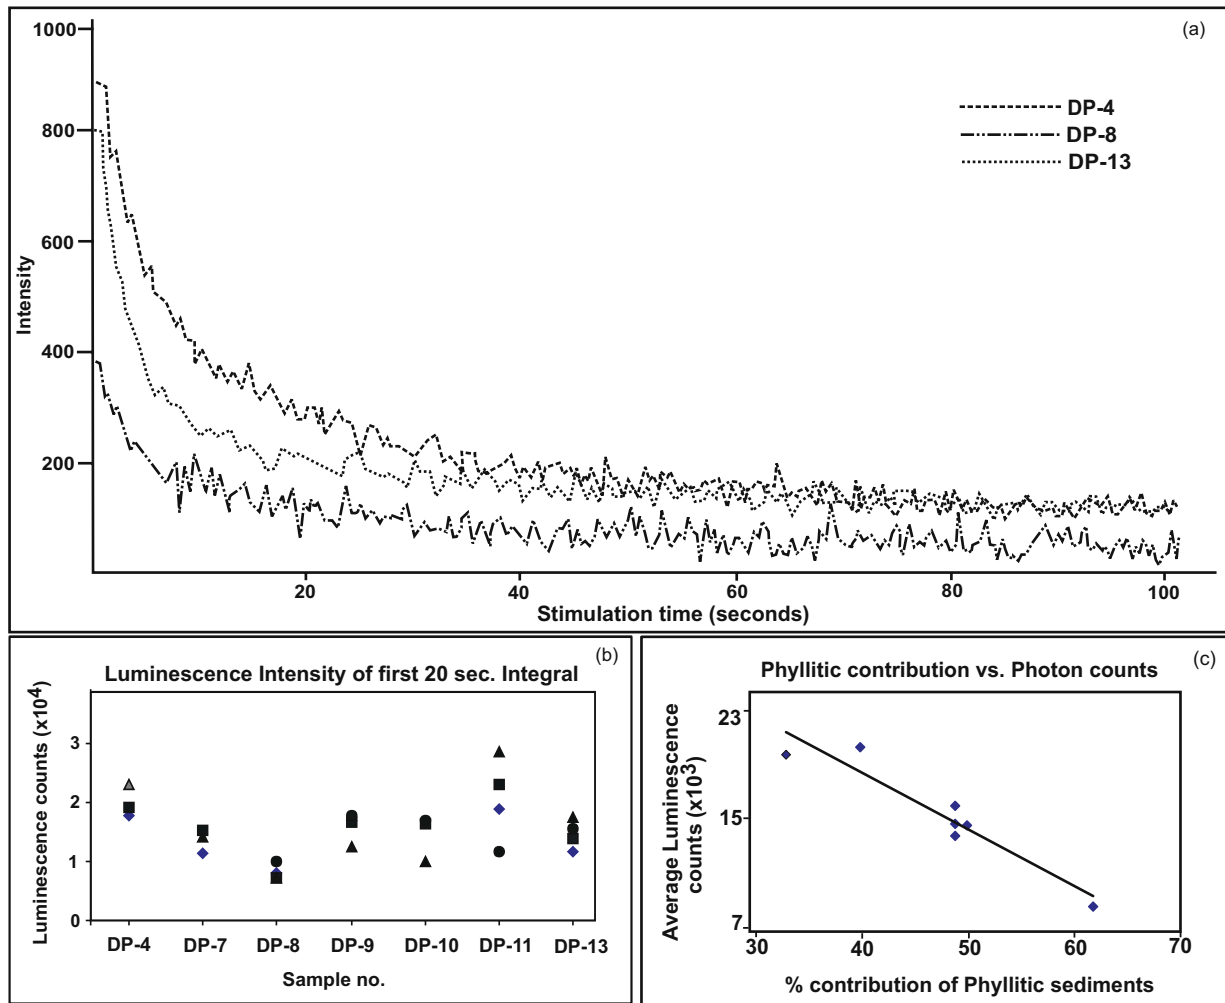 (a)
1000
800
600
400
200
Intensity
DP-4
DP-8
DP-13
20 40 60 80 100
Stimulation time (seconds)
(b)
Luminescence Intensity of first 20 sec. Integral
Luminescence counts (x10⁴)
3
2
1
0
DP-4 DP-7 DP-8 DP-9 DP-10 DP-11 DP-13
Sample no.
(c)
Phyllitic contribution vs. Photon counts
Average Luminescence
counts (x10³)
23
15
7
30 40 50 60 70
% contribution of Phyllitic sediments